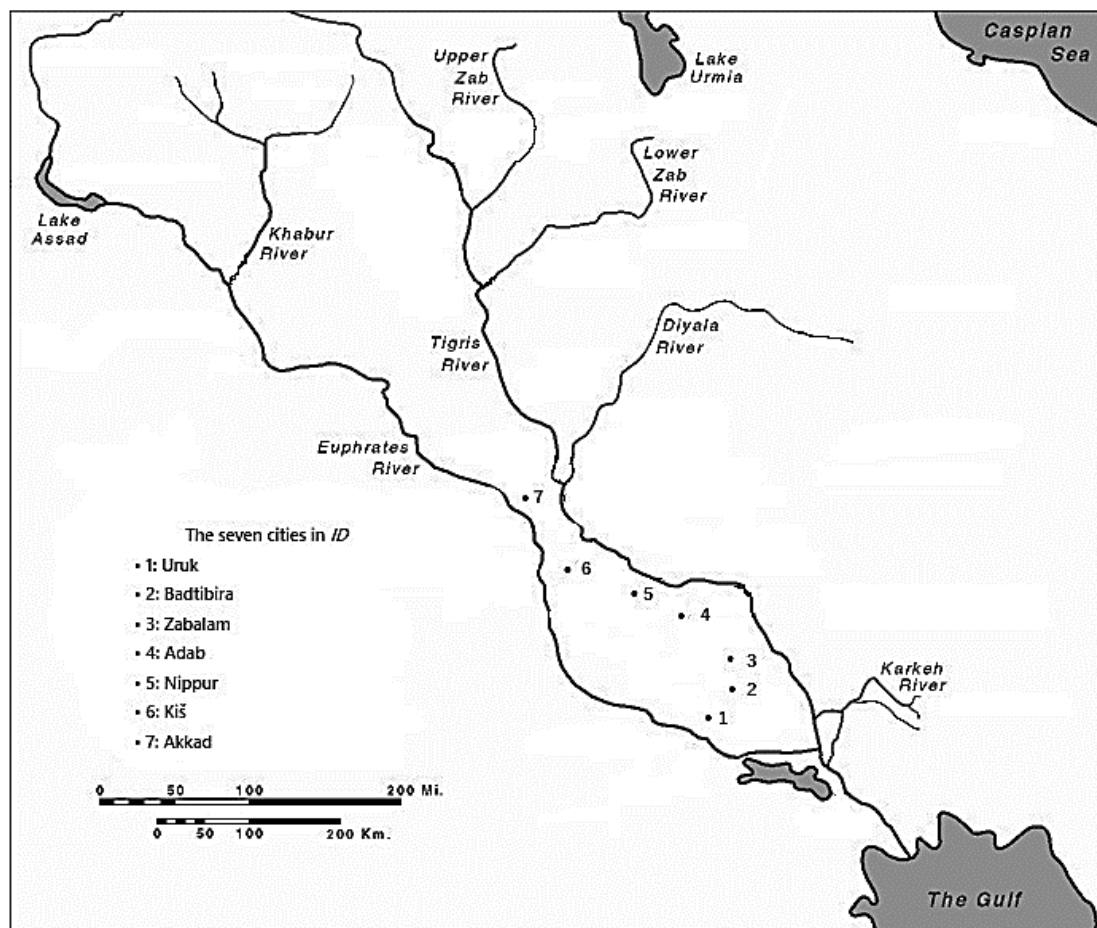 Caspian
Sea
Lake
Urmia
Upper
Zab
River
Lower
Zab
River
Lake
Assad
Khabur
River
Tigris
River
Diyala
River
Euphrates
River
7
The seven cities in ID
• 1: Uruk
• 2: Badtibira
• 3: Zabalam
• 4: Adab
• 5: Nippur
• 6: Kiš
• 7: Akkad
6
5
4
3
2
1
Karkeh
River
0 50 100 200 Mi.
0 50 100 200 Km.
The Gulf